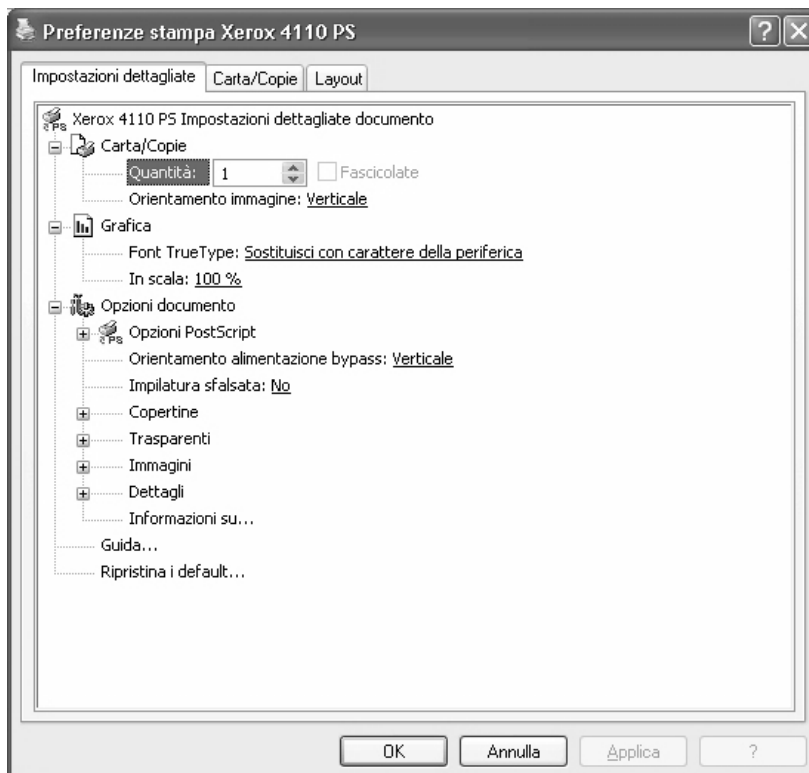 Preferenze stampa Xerox 4110 PS
Impostazioni dettagliate Carta/Copie Layout
Xerox 4110 PS Impostazioni dettagliate documento
Carta/Copie
Quantità: 1 Fascicolate
Orientamento immagine: Verticale
Grafica
Font TrueType: Sostituisci con carattere della periferica
In scala: 100 %
Opzioni documento
Opzioni PostScript
Orientamento alimentazione bypass: Verticale
Impilatura sfalsata: No
Copertine
Trasparenti
Immagini
Dettagli
Informazioni su...
Guida...
Ripristina i default...
OK Annulla Applica ?